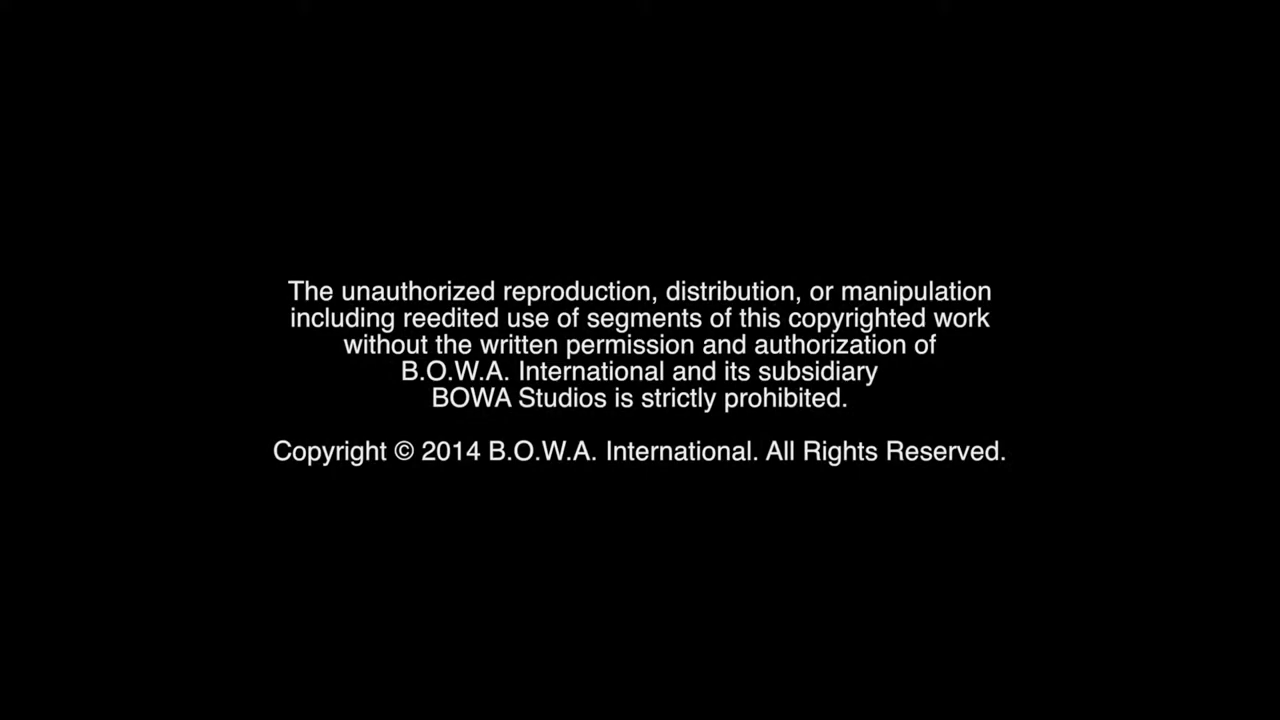 The unauthorized reproduction, distribution, or manipulation
including reedited use of segments of this copyrighted work
without the written permission and authorization of
B.O.W.A. International and its subsidiary
BOWA Studios is strictly prohibited.
Copyright © 2014 B.O.W.A. International. All Rights Reserved.